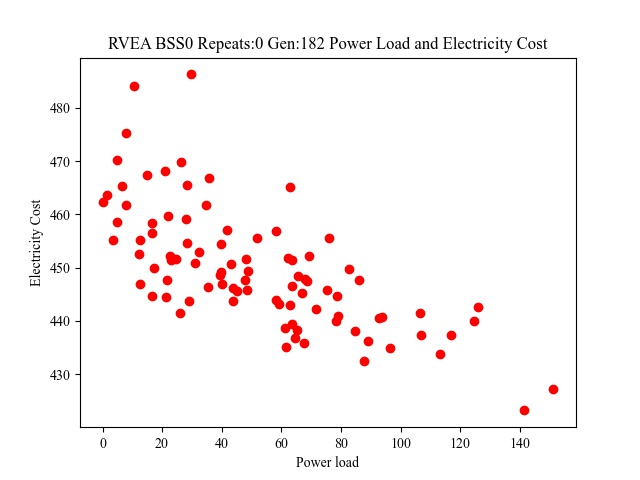 RVEA BSS0 Repeats:0 Gen:182 Power Load and Electricity Cost
480
470
460
450
440
430
Electricity Cost
0 20 40 60 80 100 120 140
Power load